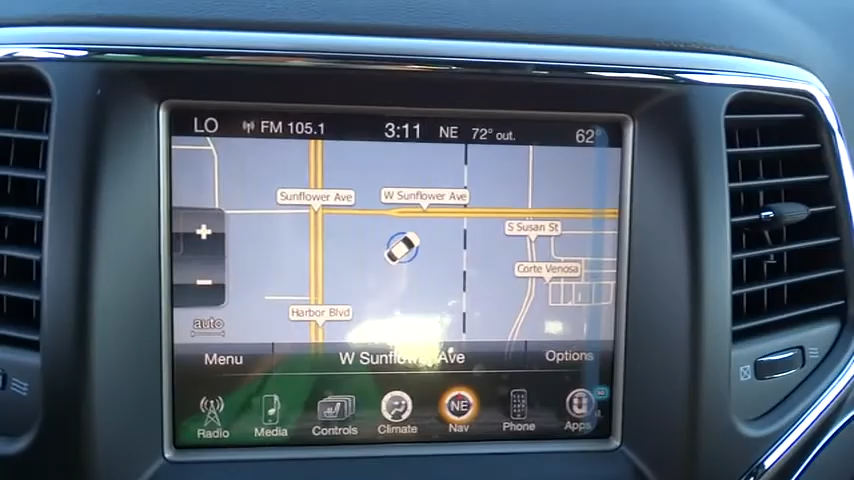 LO FM 105.1 3:11 NE 72° out. 62°
Sunflower Ave W Sunflower Ave
S Susan St
+
Corte Venosa
–
Harbor Blvd
auto
Menu W Sunflower Ave Options
NE
Radio Media Controls Climate Nav Phone Apps